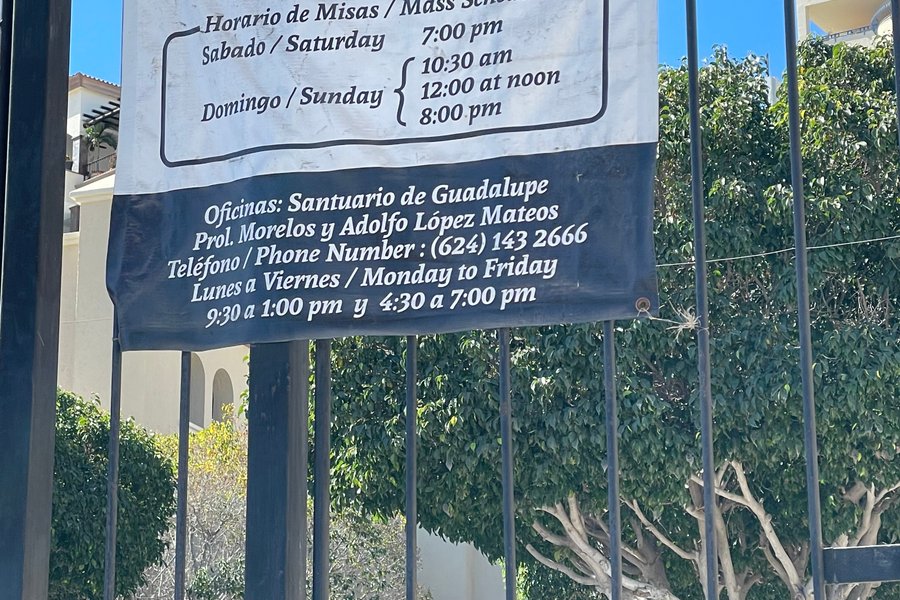 Horario de Misas / Mass
Sabado / Saturday 7:00 pm
10:30 am
Domingo / Sunday { 12:00 at noon
8:00 pm
Oficinas: Santuario de Guadalupe
Prol. Morelos y Adolfo López Mateos
Teléfono / Phone Number : (624) 143 2666
Lunes a Viernes / Monday to Friday
9:30 a 1:00 pm y 4:30 a 7:00 pm